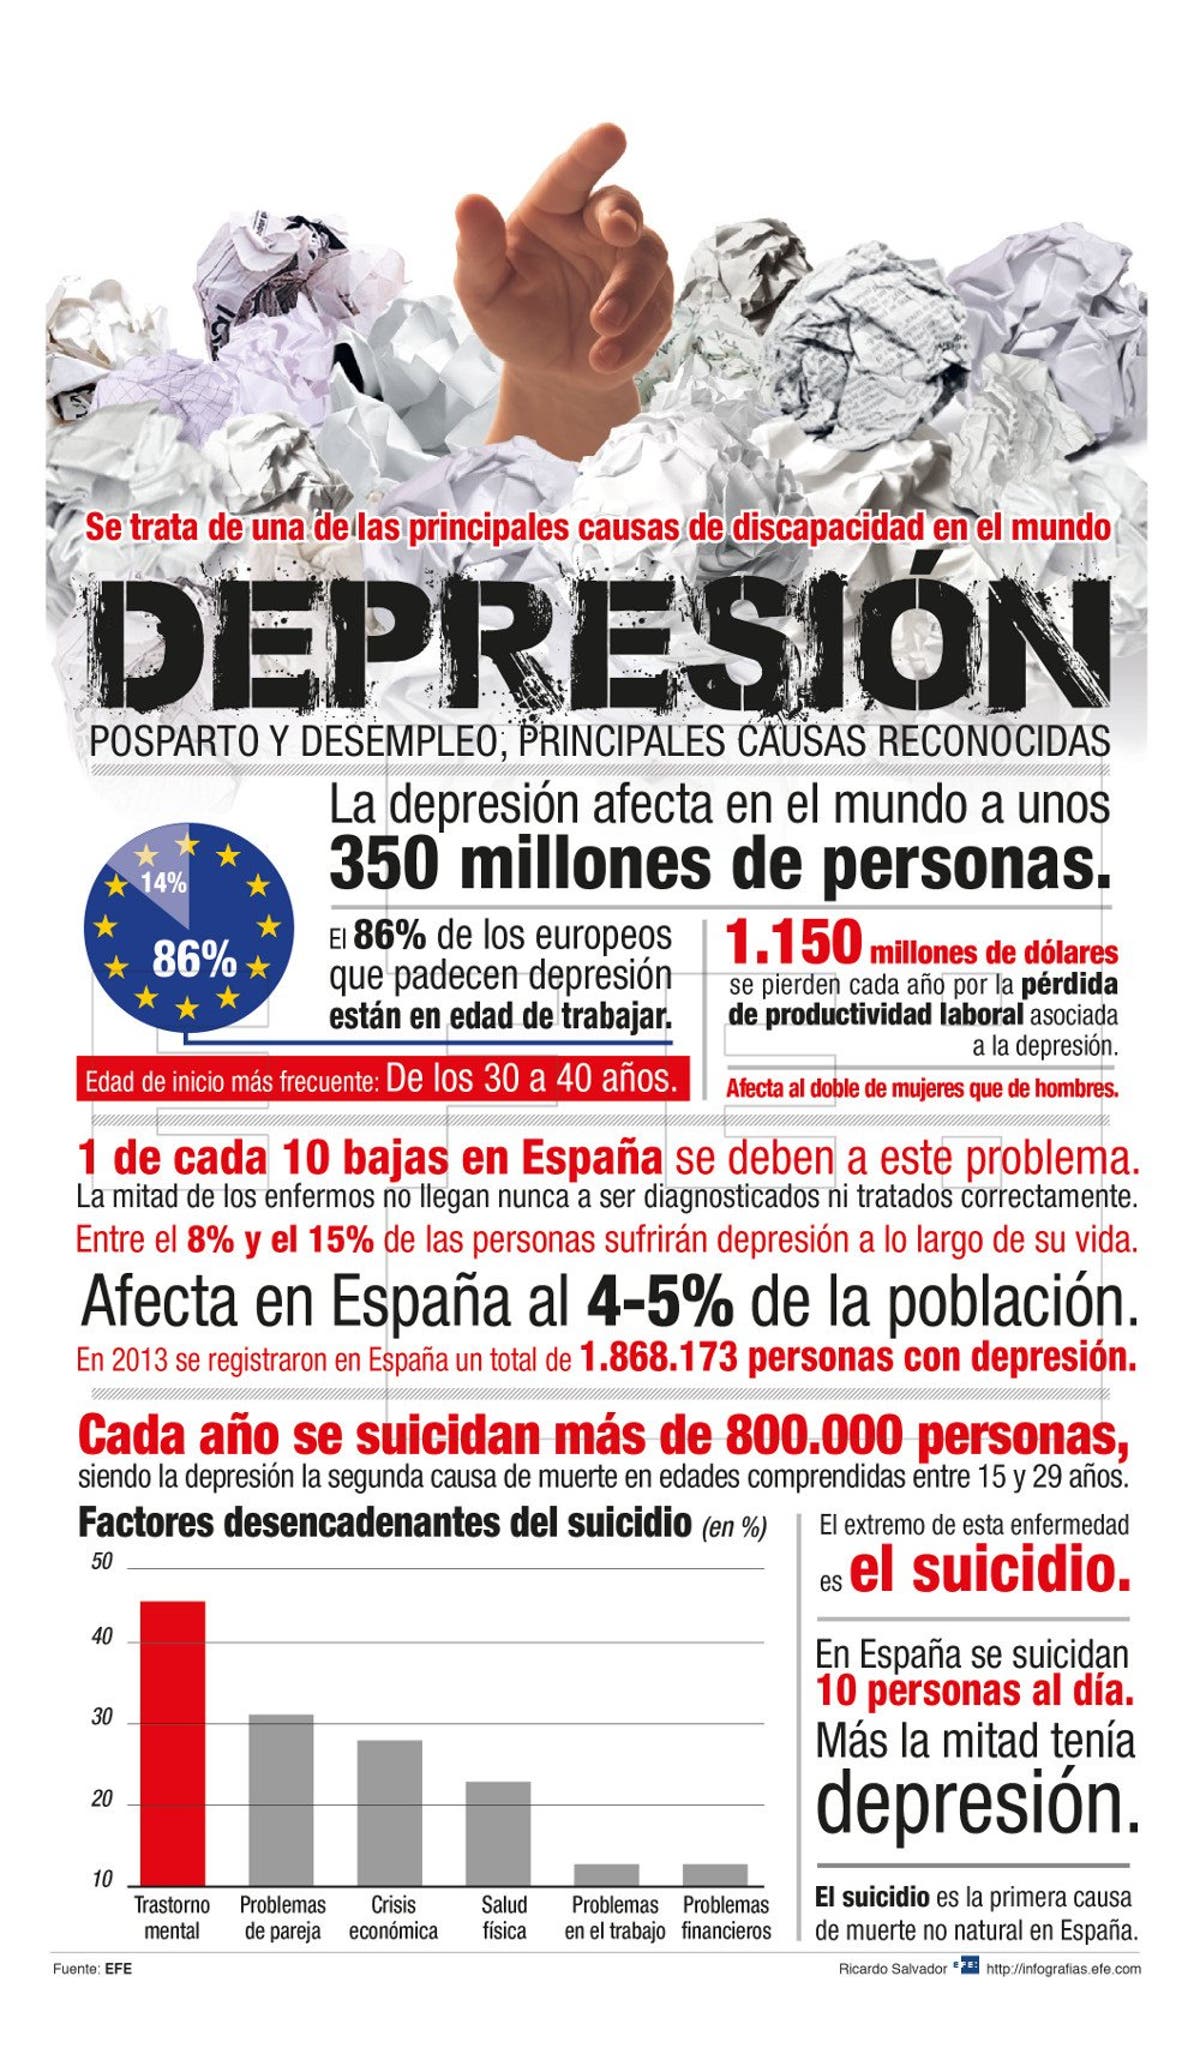 Se trata de una de las principales causas de discapacidad en el mundo
DEPRESIÓN
POSPARTO Y DESEMPLEO, PRINCIPALES CAUSAS RECONOCIDAS
La depresión afecta en el mundo a unos
350 millones de personas.
14%
86%
El 86% de los europeos
que padecen depresión
están en edad de trabajar.
Edad de inicio más frecuente: De los 30 a 40 años.
1.150 millones de dólares
se pierden cada año por la pérdida
de productividad laboral asociada
a la depresión.
Afecta al doble de mujeres que de hombres.
1 de cada 10 bajas en España se deben a este problema.
La mitad de los enfermos no llegan nunca a ser diagnosticados ni tratados correctamente.
Entre el 8% y el 15% de las personas sufrirán depresión a lo largo de su vida.
Afecta en España al 4-5% de la población.
En 2013 se registraron en España un total de 1.868.173 personas con depresión.
Cada año se suicidan más de 800.000 personas,
siendo la depresión la segunda causa de muerte en edades comprendidas entre 15 y 29 años.
Factores desencadenantes del suicidio (en %)
50
40
30
20
10
Trastorno
mental
Problemas
de pareja
Crisis
económica
Salud
física
Problemas
en el trabajo
Problemas
financieros
El extremo de esta enfermedad
es el suicidio.
En España se suicidan
10 personas al día.
Más la mitad tenía
depresión.
El suicidio es la primera causa
de muerte no natural en España.
Fuente: EFE
Ricardo Salvador EFE: http://infografias.efe.com